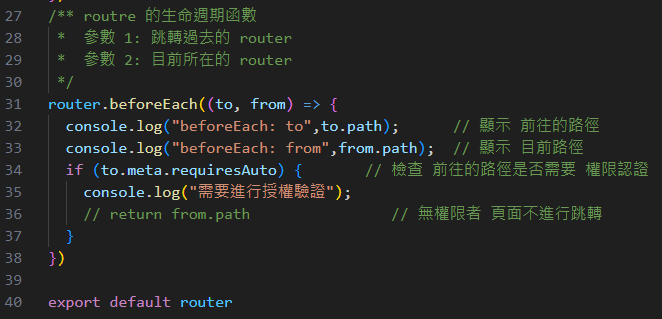 27 /** routre 的生命週期函數
28  *  參數 1: 跳轉過去的 router
29  *  參數 2: 目前所在的 router
30  */
31 router.beforeEach((to, from) => {
32   console.log("beforeEach: to",to.path);      // 顯示 前往的路徑
33   console.log("beforeEach: from",from.path);  // 顯示 目前路徑
34   if (to.meta.requiresAuto) {       // 檢查 前往的路徑是否需要 權限認證
35     console.log("需要進行授權驗證");
36     // return from.path                // 無權限者 頁面不進行跳轉
37   }
38 })
39
40 export default router